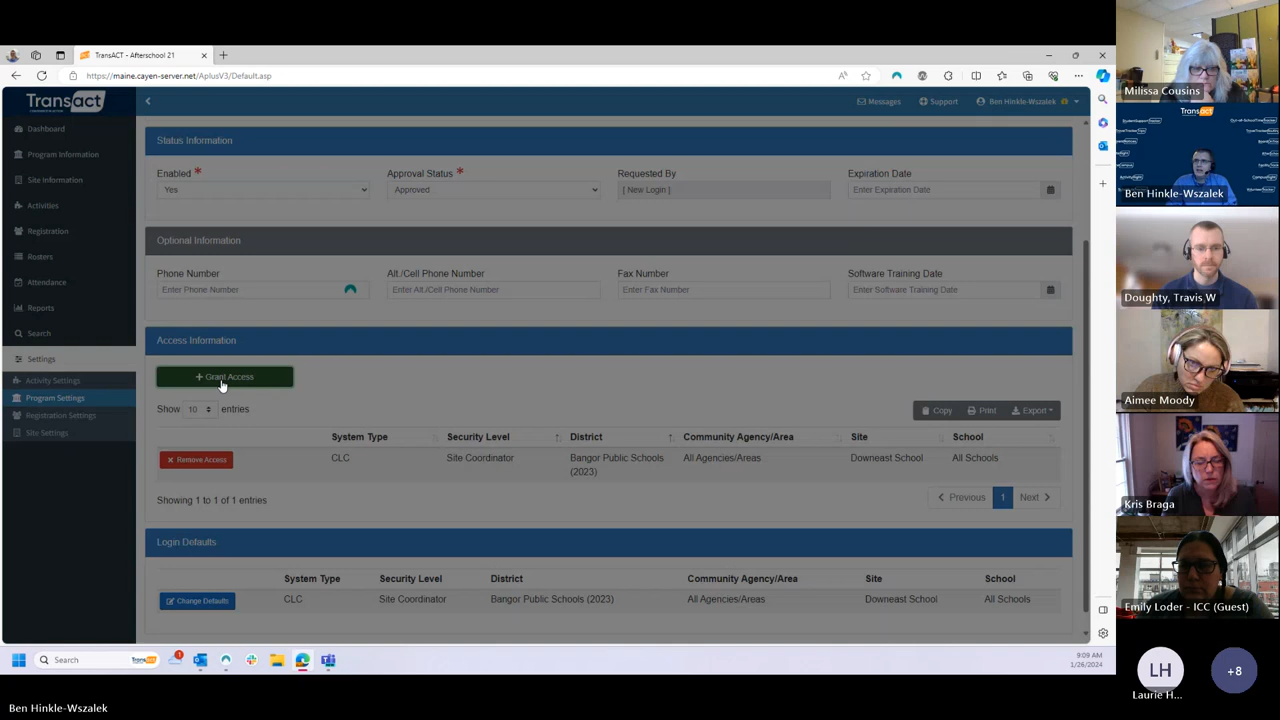 TransACT - Afterschool 21
https://maine.cayen-server.net/AplusV3/Default.asp
Transact
Messages
Support
Ben Hinkle-Wszalek
Dashboard
Program Information
Site Information
Activities
Registration
Rosters
Attendance
Reports
Search
Settings
Activity Settings
Program Settings
Registration Settings
Site Settings
Status Information
Enabled * Approval Status * Requested By Expiration Date
Yes Approved [ New Login ] Enter Expiration Date
Optional Information
Phone Number Alt./Cell Phone Number Fax Number Software Training Date
Enter Phone Number Enter Alt./Cell Phone Number Enter Fax Number Enter Software Training Date
Access Information
+ Grant Access
Show 10 entries
Copy Print Export
System Type Security Level District Community Agency/Area Site School
Remove Access CLC Site Coordinator Bangor Public Schools All Agencies/Areas Downeast School All Schools
(2023)
Showing 1 to 1 of 1 entries
Previous 1 Next
Login Defaults
System Type Security Level District Community Agency/Area Site School
Change Defaults CLC Site Coordinator Bangor Public Schools (2023) All Agencies/Areas Downeast School All Schools
Search Transact
9:09 AM
1/26/2024
Milissa Cousins
Transact
Ben Hinkle-Wszalek
Doughty, Travis W
Aimee Moody
Kris Braga
Emily Loder - ICC (Guest)
LH
+8
Laurie H...
Ben Hinkle-Wszalek